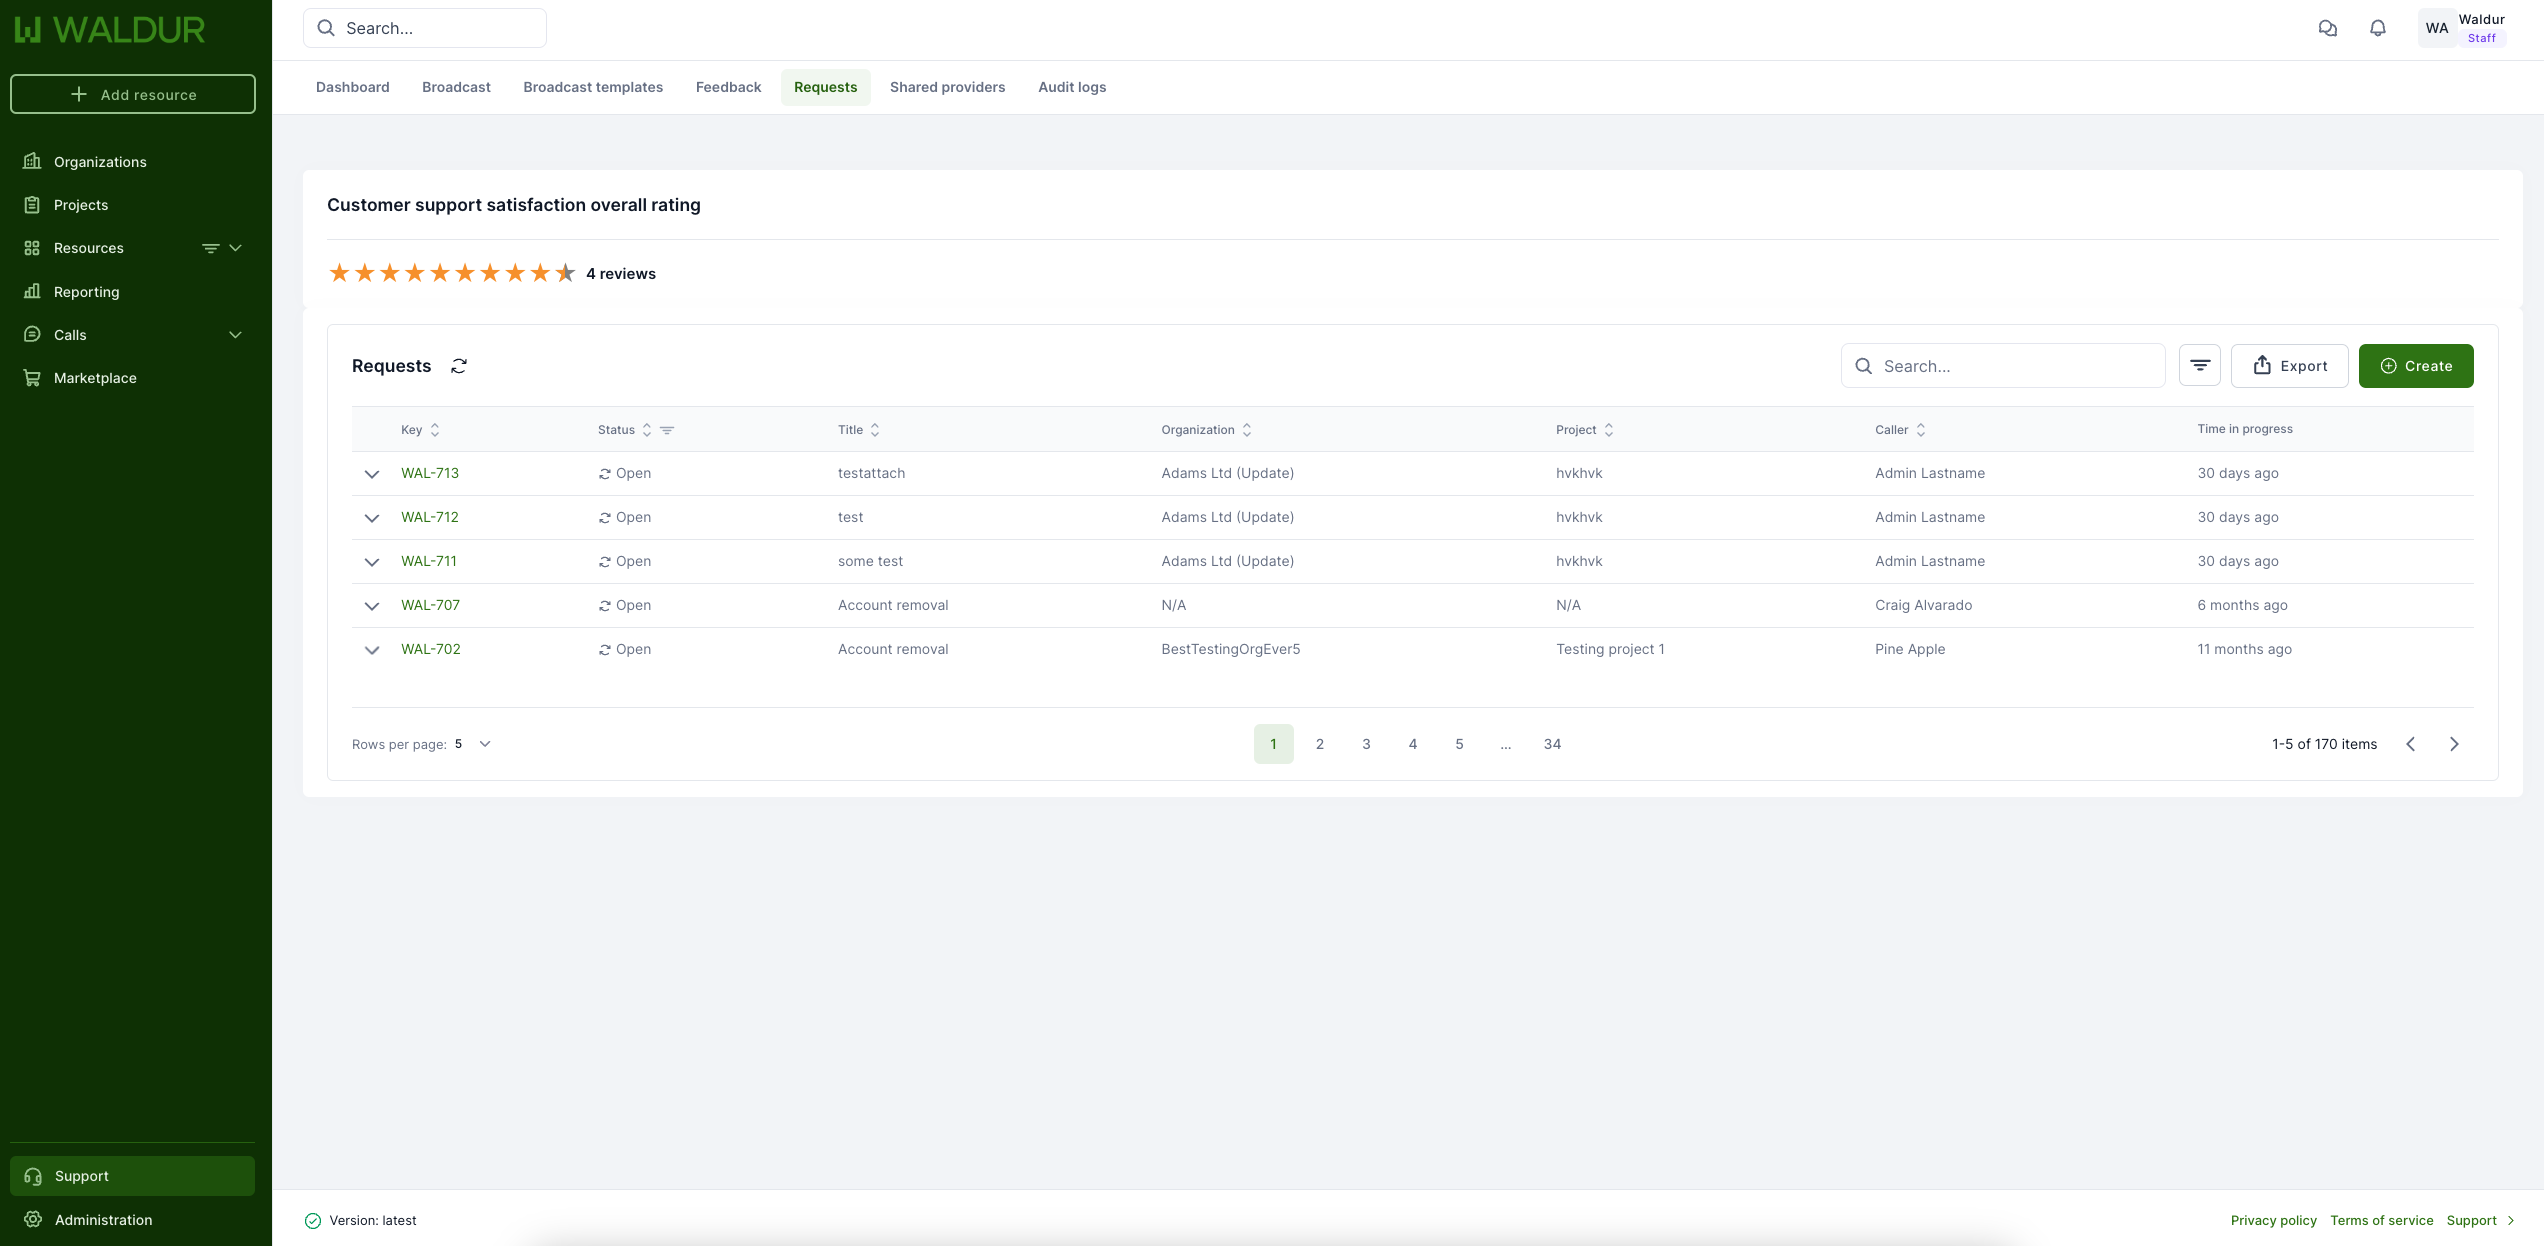 WALDUR
Search...
WA
Waldur
Staff
Add resource
Dashboard Broadcast Broadcast templates Feedback Requests Shared providers Audit logs
Organizations
Projects
Resources
Reporting
Calls
Marketplace
Customer support satisfaction overall rating
4 reviews
Requests
Search...
Export
Create
Key Status Title Organization Project Caller Time in progress
WAL-713 Open testattach Adams Ltd (Update) hvkhvk Admin Lastname 30 days ago
WAL-712 Open test Adams Ltd (Update) hvkhvk Admin Lastname 30 days ago
WAL-711 Open some test Adams Ltd (Update) hvkhvk Admin Lastname 30 days ago
WAL-707 Open Account removal N/A N/A Craig Alvarado 6 months ago
WAL-702 Open Account removal BestTestingOrgEver5 Testing project 1 Pine Apple 11 months ago
Rows per page: 5
1 2 3 4 5 ... 34
1-5 of 170 items
Support
Administration
Version: latest
Privacy policy Terms of service Support